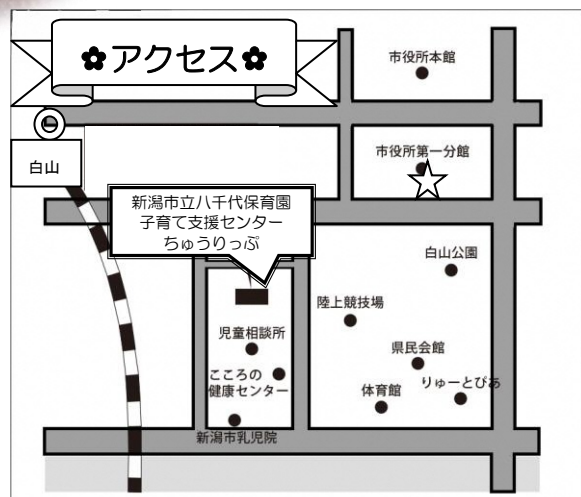 ✿アクセス✿
市役所本館
市役所第一分館
白山
新潟市立八千代保育園
子育て支援センター
ちゅうりっぷ
白山公園
陸上競技場
児童相談所
県民会館
こころの
健康センター
りゅーとぴあ
体育館
新潟市乳児院